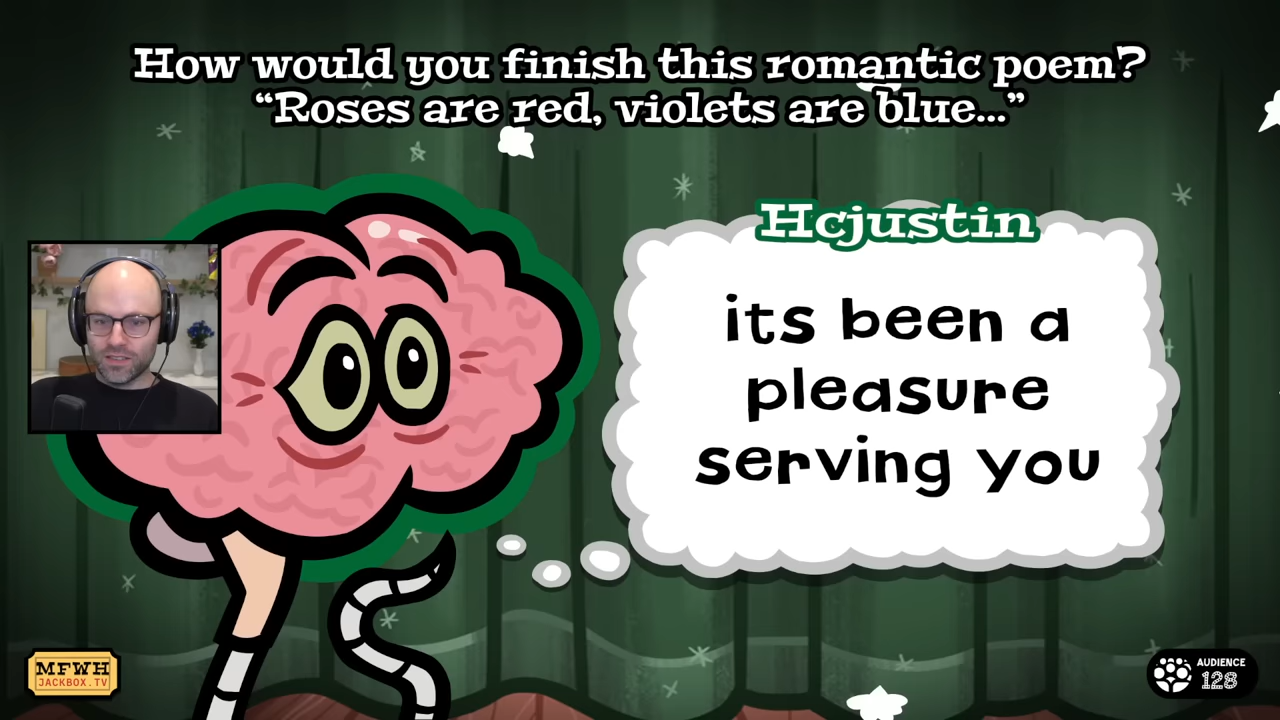 How would you finish this romantic poem?
“Roses are red, violets are blue...”
Hcjustin
its been a
pleasure
serving you
MFWH
JACKBOX.TV
AUDIENCE
128